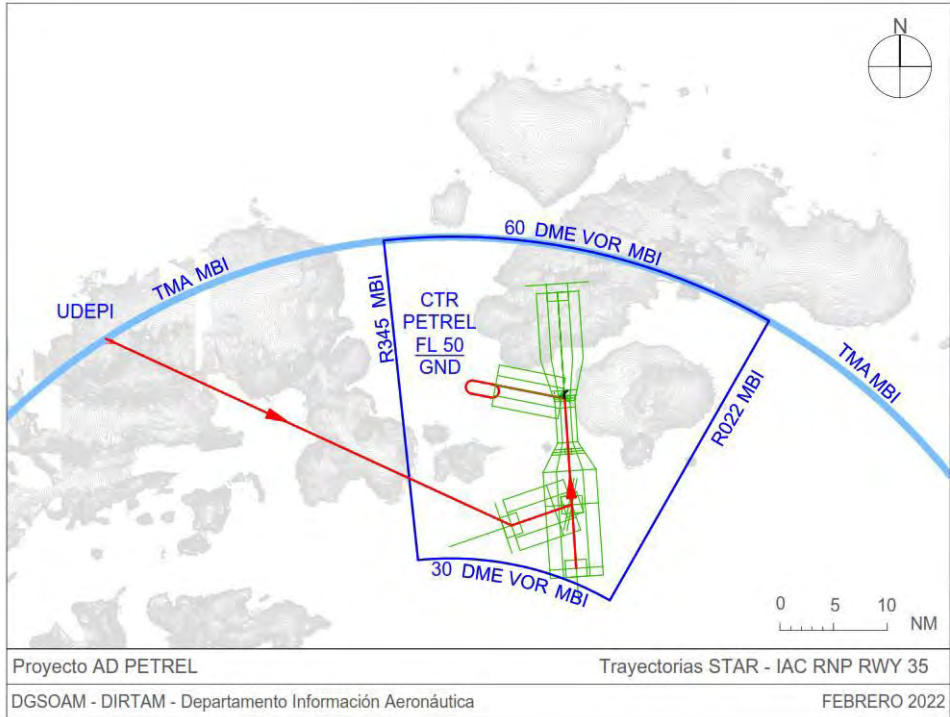 N
60 DME VOR MBI
TMA MBI
UDEPI
R345 MBI
CTR
PETREL
FL 50
GND
TMA MBI
R022 MBI
30 DME VOR MBI
0 5 10
NM
Proyecto AD PETREL
Trayectorias STAR - IAC RNP RWY 35
DGSOAM - DIRTAM - Departamento Información Aeronáutica
FEBRERO 2022